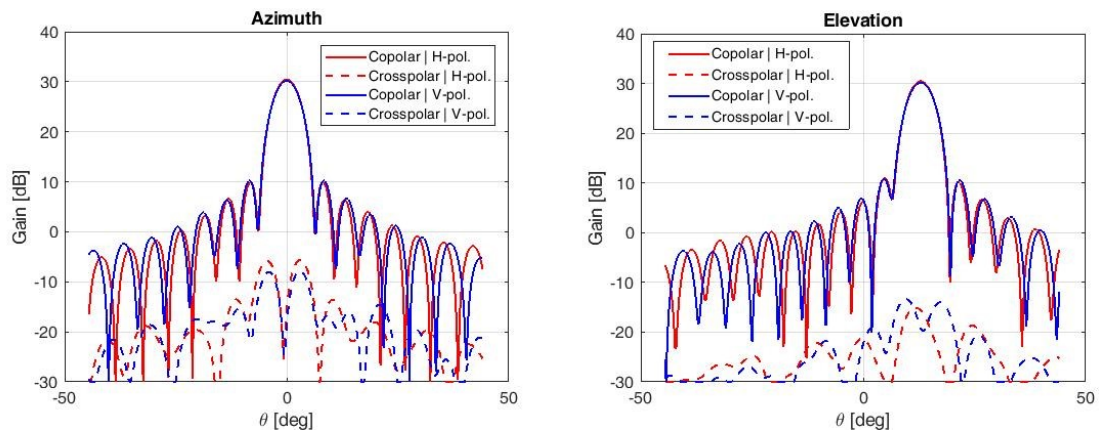 Azimuth
40
30
20
10
0
-10
-20
-30
Gain [dB]
-50
0
50
θ [deg]
Copolar | H-pol.
Crosspolar | H-pol.
Copolar | V-pol.
Crosspolar | V-pol.
Elevation
40
30
20
10
0
-10
-20
-30
Gain [dB]
-50
0
50
θ [deg]
Copolar | H-pol.
Crosspolar | H-pol.
Copolar | V-pol.
Crosspolar | V-pol.